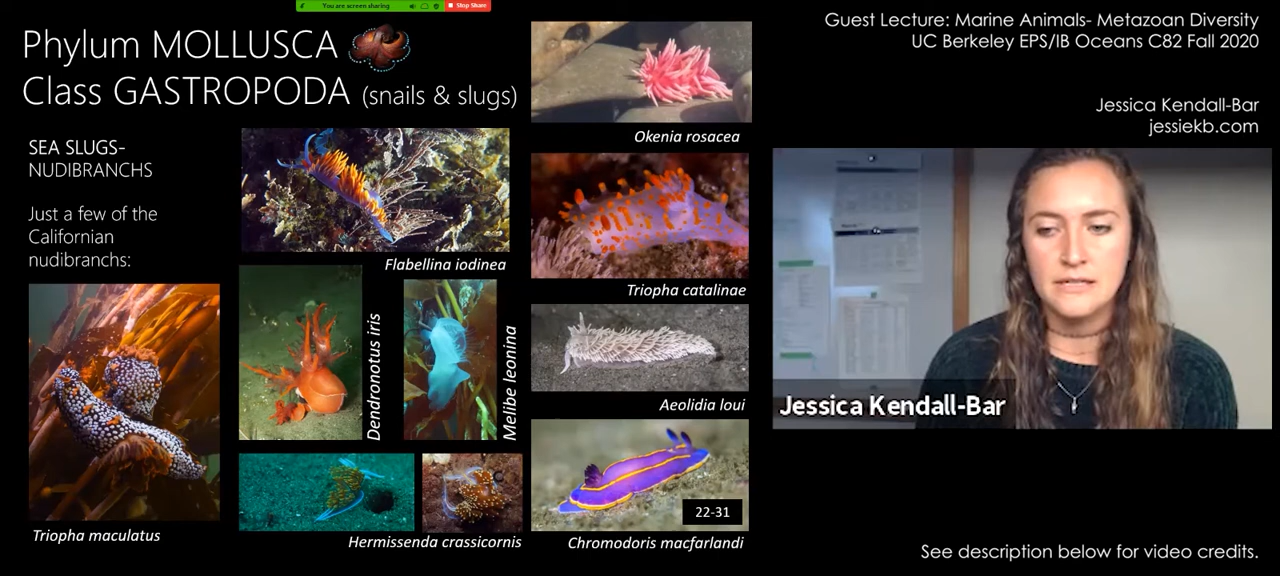 You are screen sharing
Stop Share
Phylum MOLLUSCA
Class GASTROPODA (snails & slugs)
SEA SLUGS-
NUDIBRANCHS
Just a few of the
Californian
nudibranchs:
Triopha maculatus
Flabellina iodinea
Dendronotus iris
Melibe leonina
Hermissenda crassicornis
Okenia rosacea
Triopha catalinae
Aeolidia loui
22-31
Chromodoris macfarlandi
Guest Lecture: Marine Animals- Metazoan Diversity
UC Berkeley EPS/IB Oceans C82 Fall 2020
Jessica Kendall-Bar
jessiekb.com
Jessica Kendall-Bar
See description below for video credits.